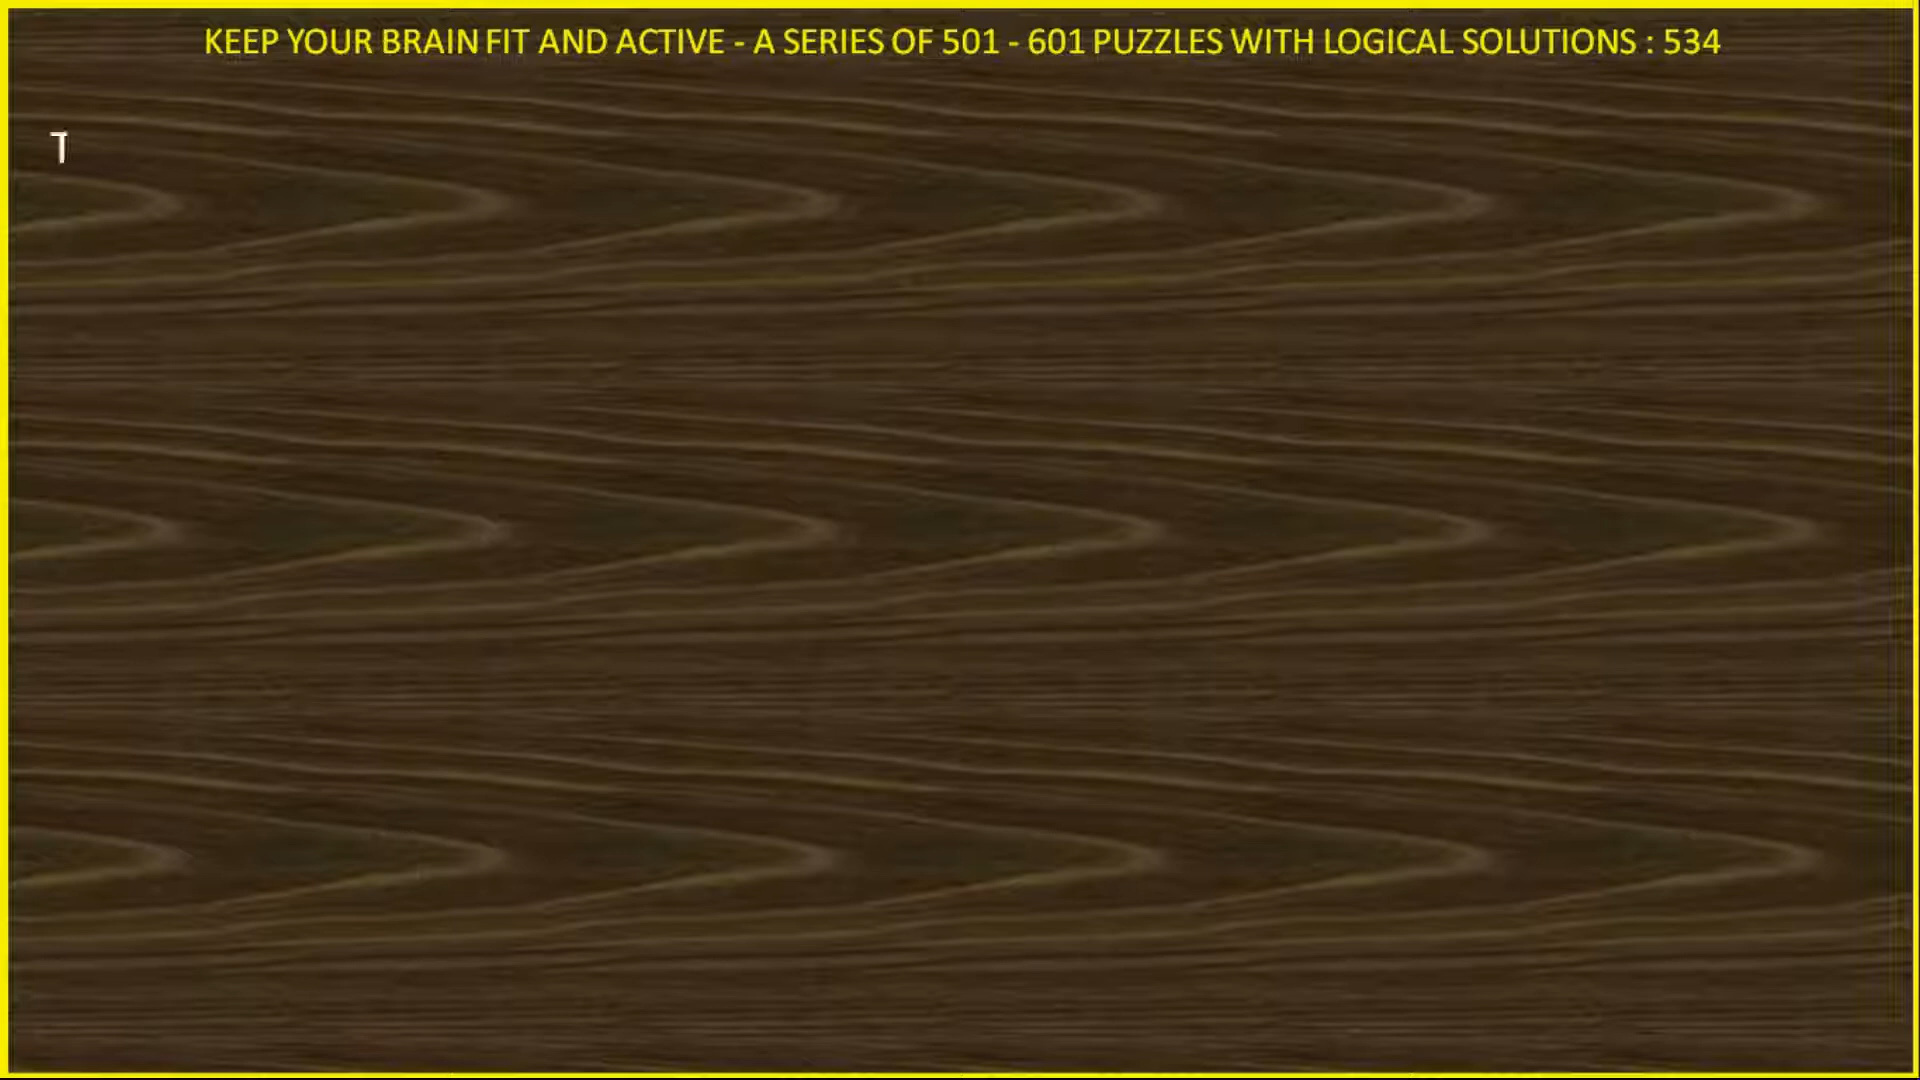 KEEP YOUR BRAIN FIT AND ACTIVE - A SERIES OF 501 - 601 PUZZLES WITH LOGICAL SOLUTIONS : 534
T